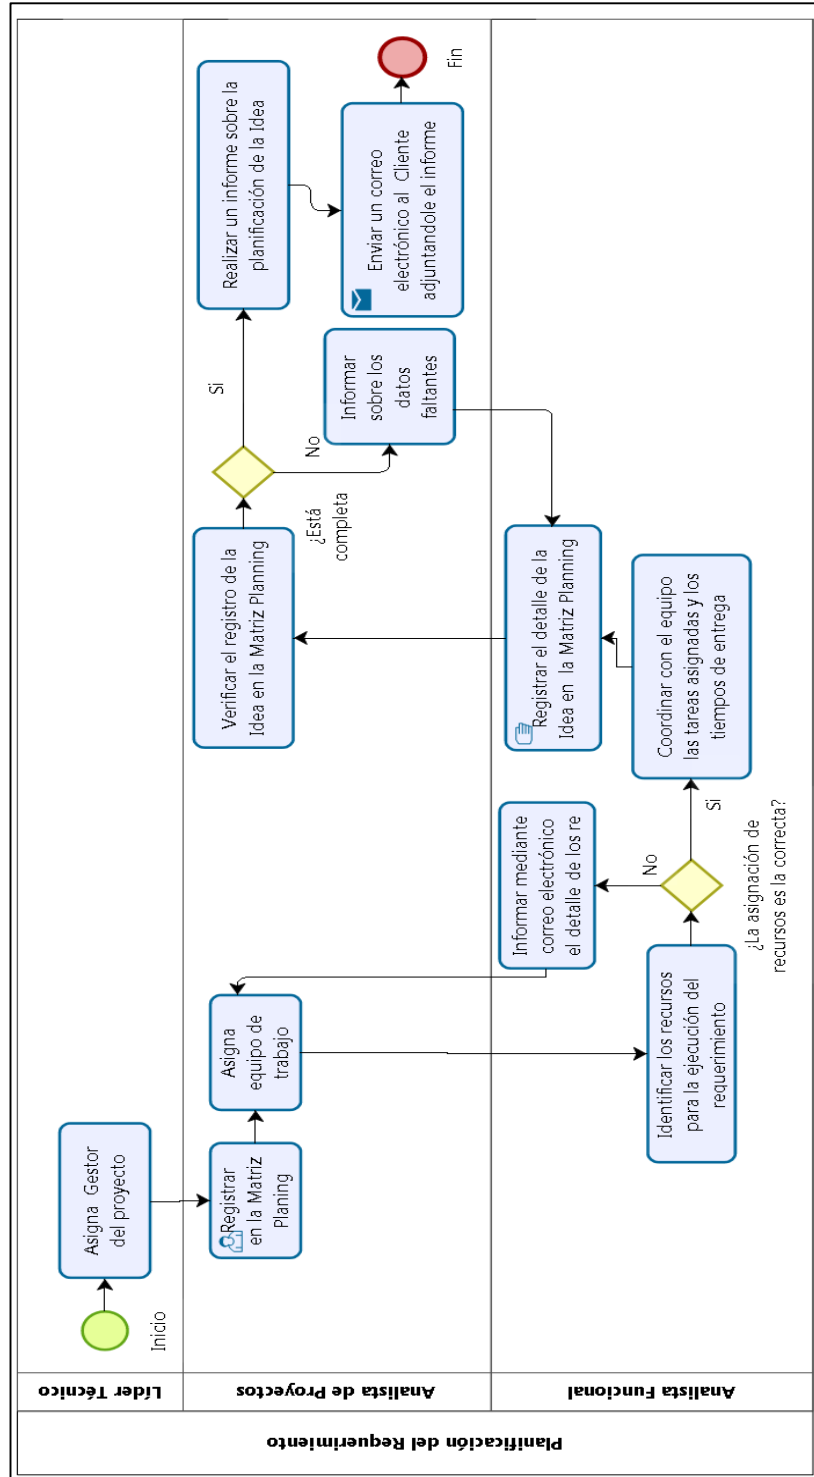 Planificación del Requerimiento
Líder Técnico
Analista de Proyectos
Analista Funcional
Inicio
Asigna Gestor
del proyecto
Registrar
en la Matriz
Planing
Asigna
equipo de
trabajo
Identificar los recursos
para la ejecución del
requerimiento
¿La asignación de
recursos es la correcta?
No
Informar mediante
correo electrónico
el detalle de los re
Si
Coordinar con el equipo
las tareas asignadas y los
tiempos de entrega
Registrar el detalle de la
Idea en la Matriz Planning
Verificar el registro de la
Idea en la Matriz Planning
¿Está
completa
No
Informar
sobre los
datos
faltantes
Si
Realizar un informe sobre la
planificación de la Idea
Enviar un correo
electrónico al Cliente
adjuntandole el informe
Fin